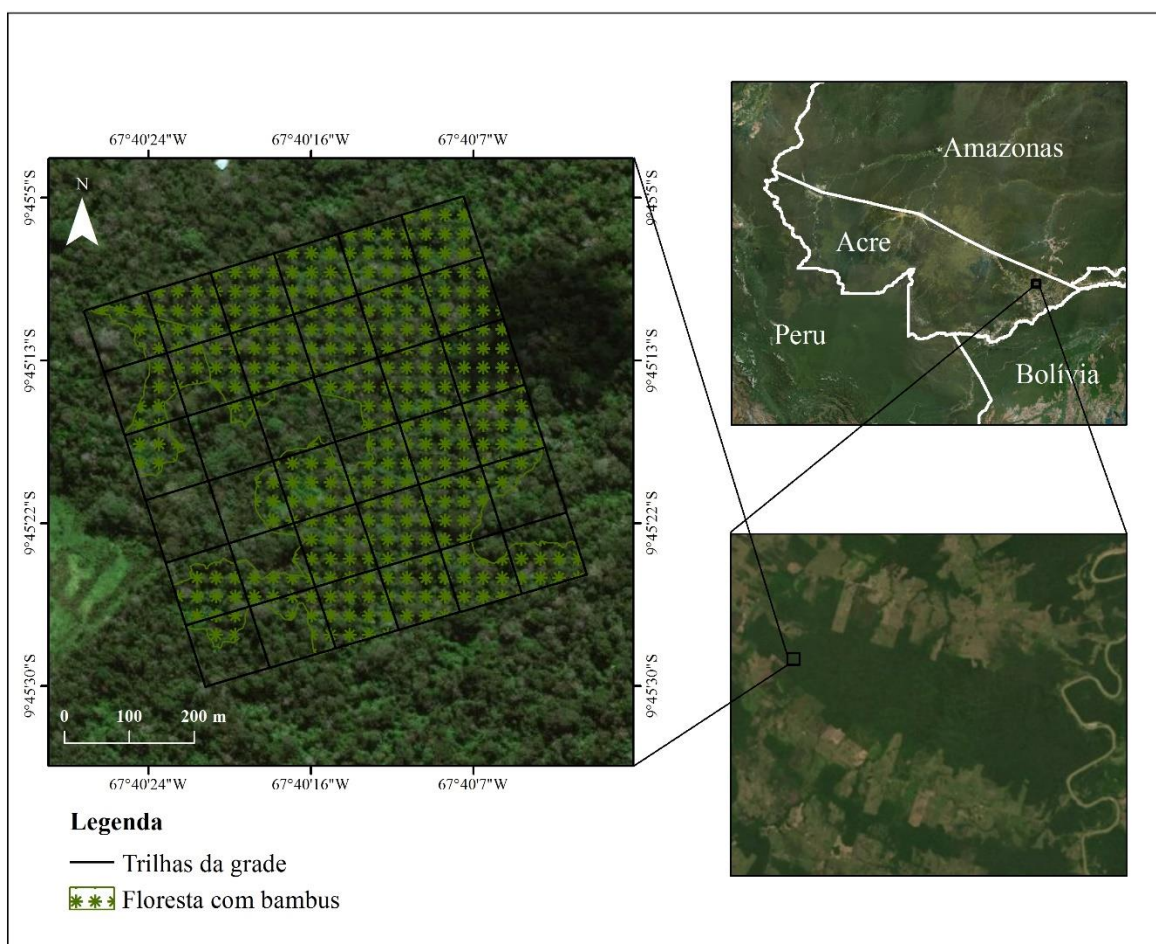 67°40'24"W 67°40'16"W 67°40'7"W
N
9°45'5"S 9°45'5"S
9°45'13"S 9°45'13"S
9°45'22"S 9°45'22"S
9°45'30"S 9°45'30"S
0 100 200 m
67°40'24"W 67°40'16"W 67°40'7"W
Amazonas
Acre
Peru
Bolívia
Legenda
Trilhas da grade
Floresta com bambus